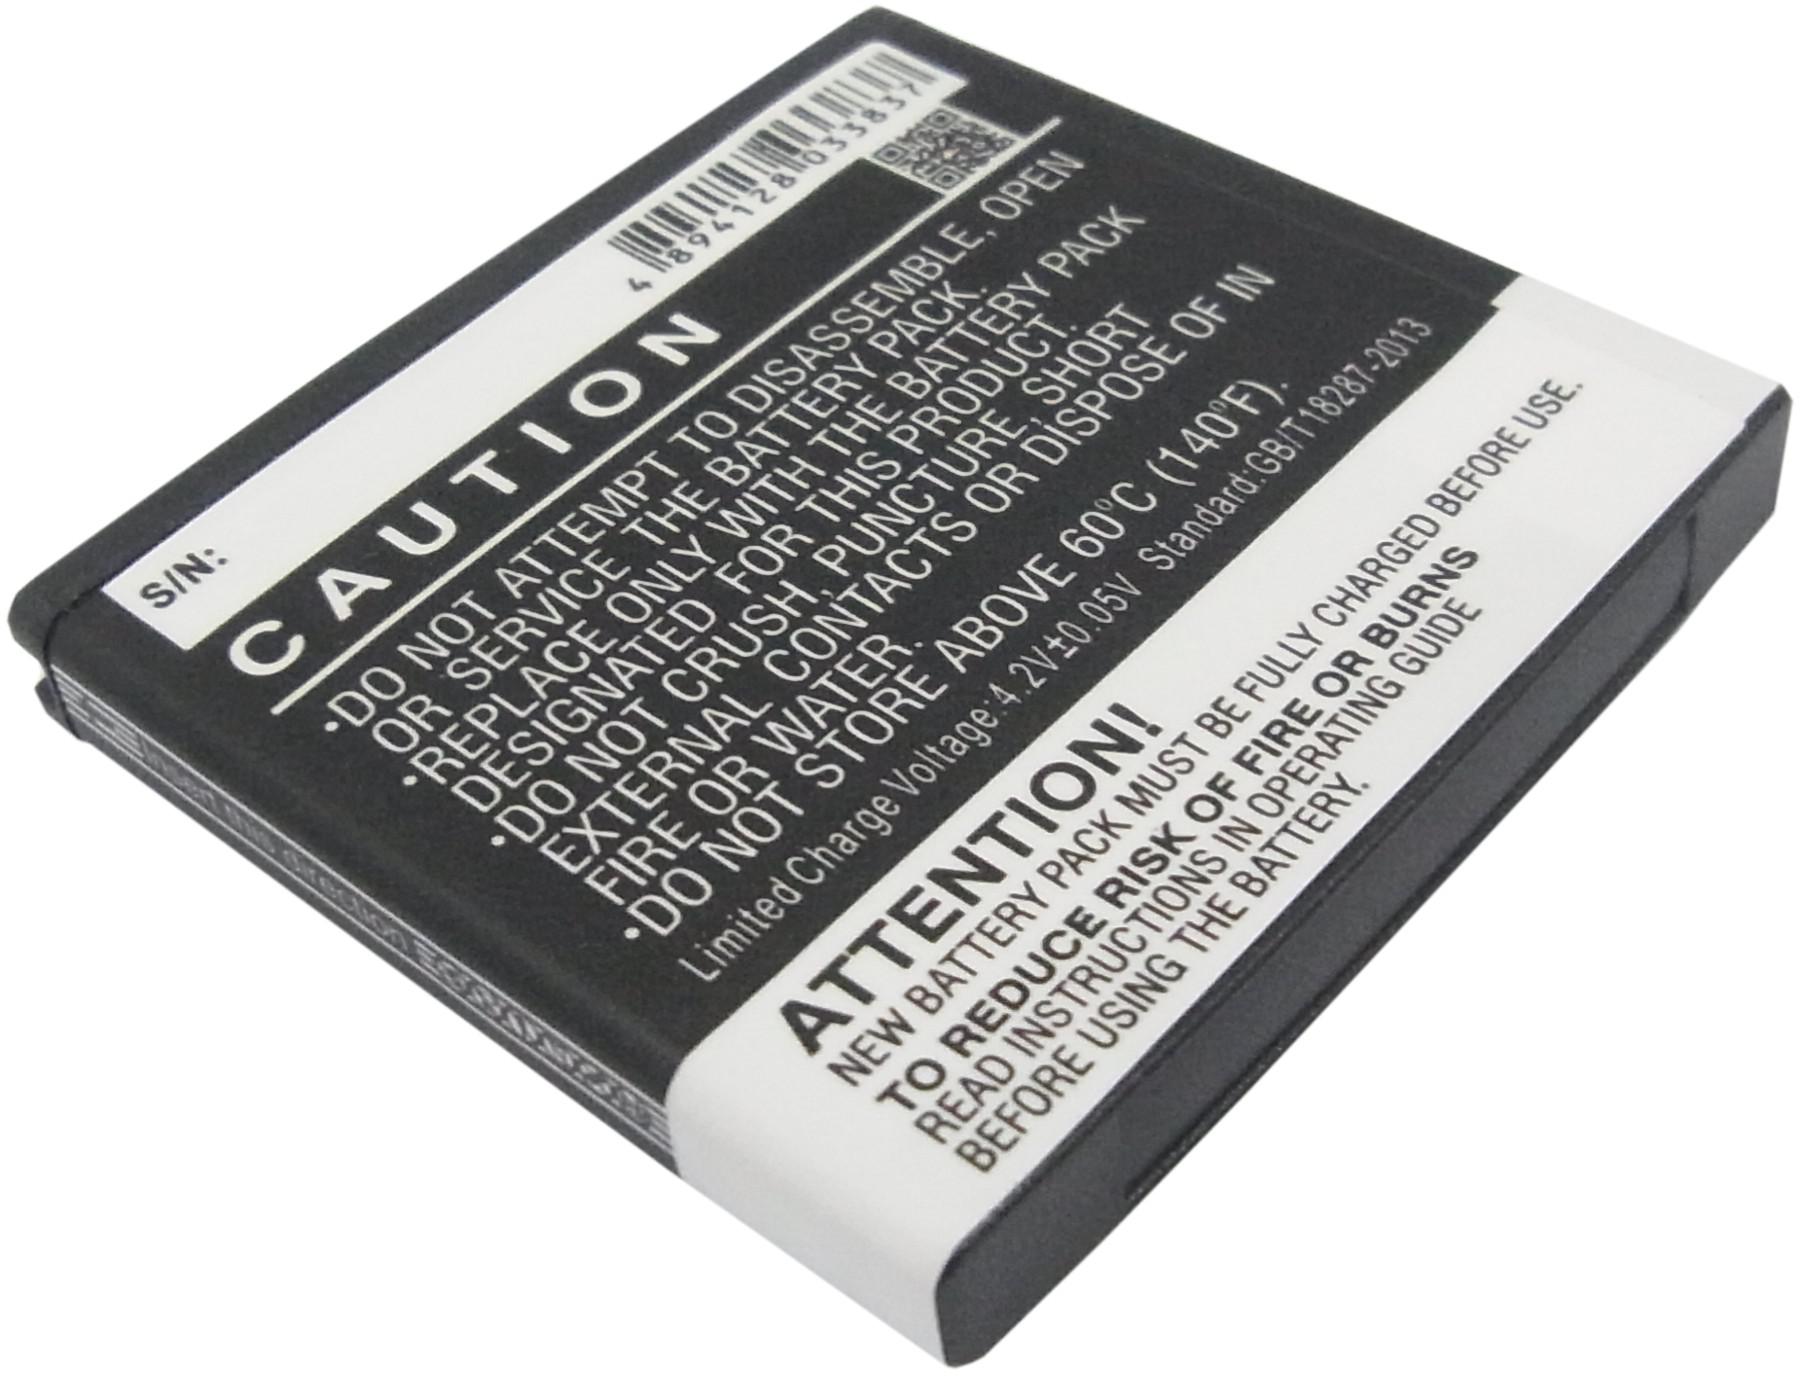 4 894128 033837
S/N:
CAUTION
•DO NOT ATTEMPT TO DISASSEMBLE, OPEN
OR SERVICE THE BATTERY PACK.
•REPLACE ONLY WITH THE BATTERY PACK
DESIGNATED FOR THIS PRODUCT.
•DO NOT CRUSH, PUNCTURE, SHORT
EXTERNAL CONTACTS OR DISPOSE OF IN
FIRE OR WATER.
•DO NOT STORE ABOVE 60°C (140°F).
Limited Charge Voltage:4.2V±0.05V Standard:GB/T18287-2013
ATTENTION!
NEW BATTERY PACK MUST BE FULLY CHARGED BEFORE USE.
TO REDUCE RISK OF FIRE OR BURNS
READ INSTRUCTIONS IN OPERATING GUIDE
BEFORE USING THE BATTERY.
Insert this direction